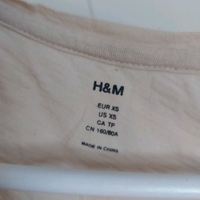 H&M
EUR XS
US XS
CA TP
CN 160/80A
MADE IN CHINA